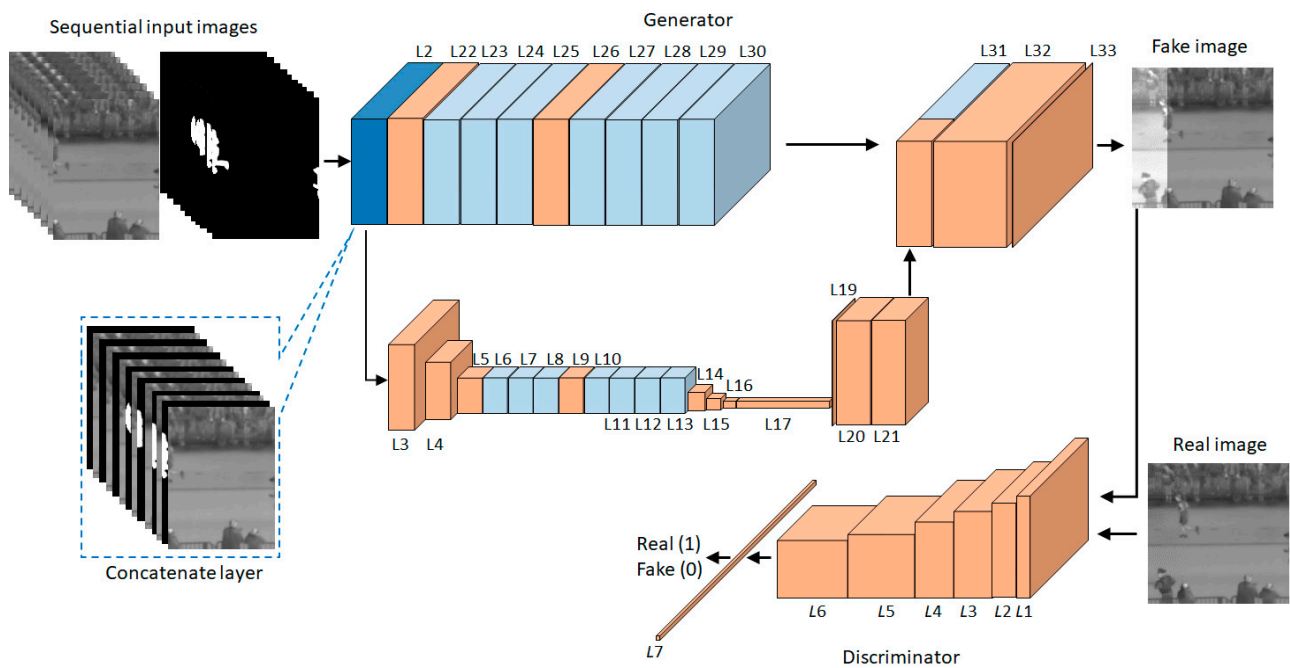 Sequential input images
Generator
L2 L22 L23 L24 L25 L26 L27 L28 L29 L30
L31 L32 L33
Fake image
L19
L5 L6 L7 L8 L9 L10
L14
L16
L3 L4
L11 L12 L13 L15 L17
L20 L21
Real image
Real (1)
Fake (0)
Concatenate layer
L6 L5 L4 L3 L2 L1
L7
Discriminator